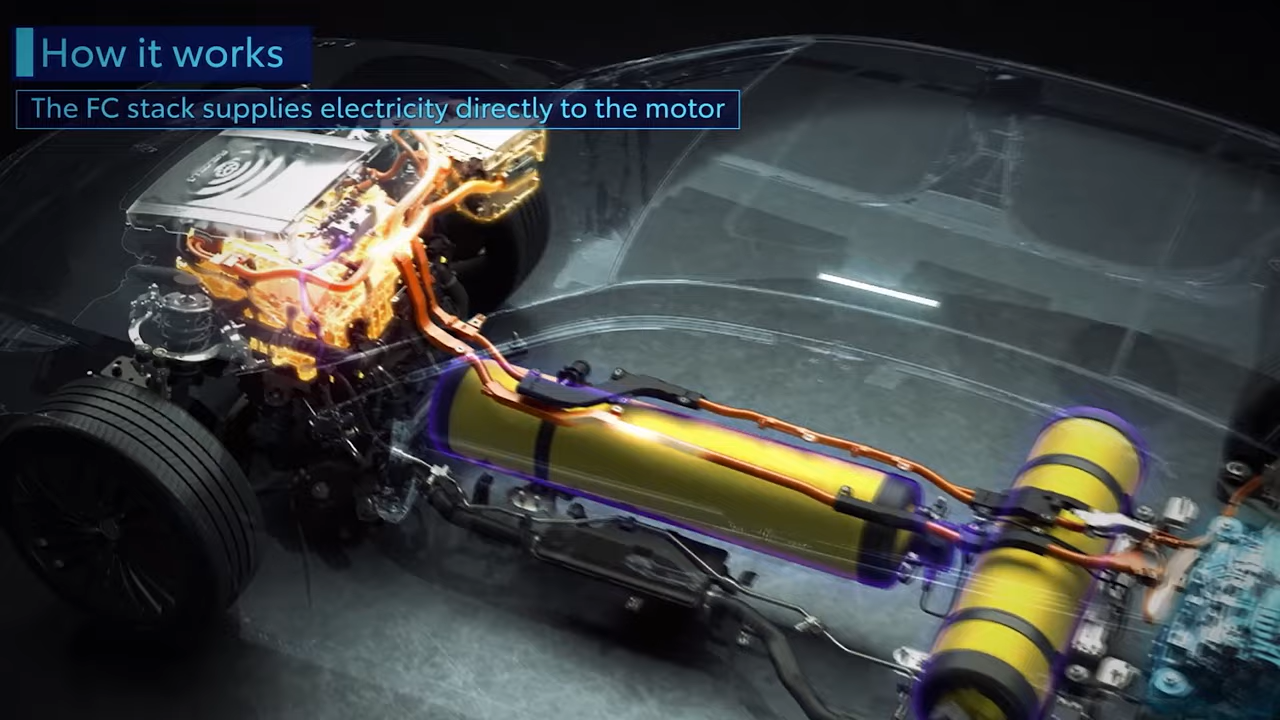 How it works
The FC stack supplies electricity directly to the motor